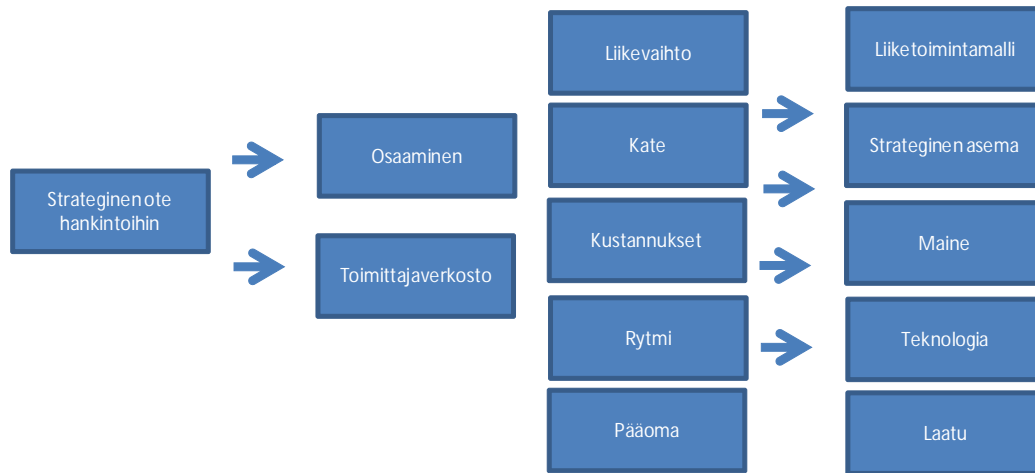 Strateginen ote
hankintoihin
Osaaminen
Toimittajaverkosto
Liikevaihto
Kate
Kustannukset
Rytmi
Pääoma
Liiketoimintamalli
Strateginen asema
Maine
Teknologia
Laatu